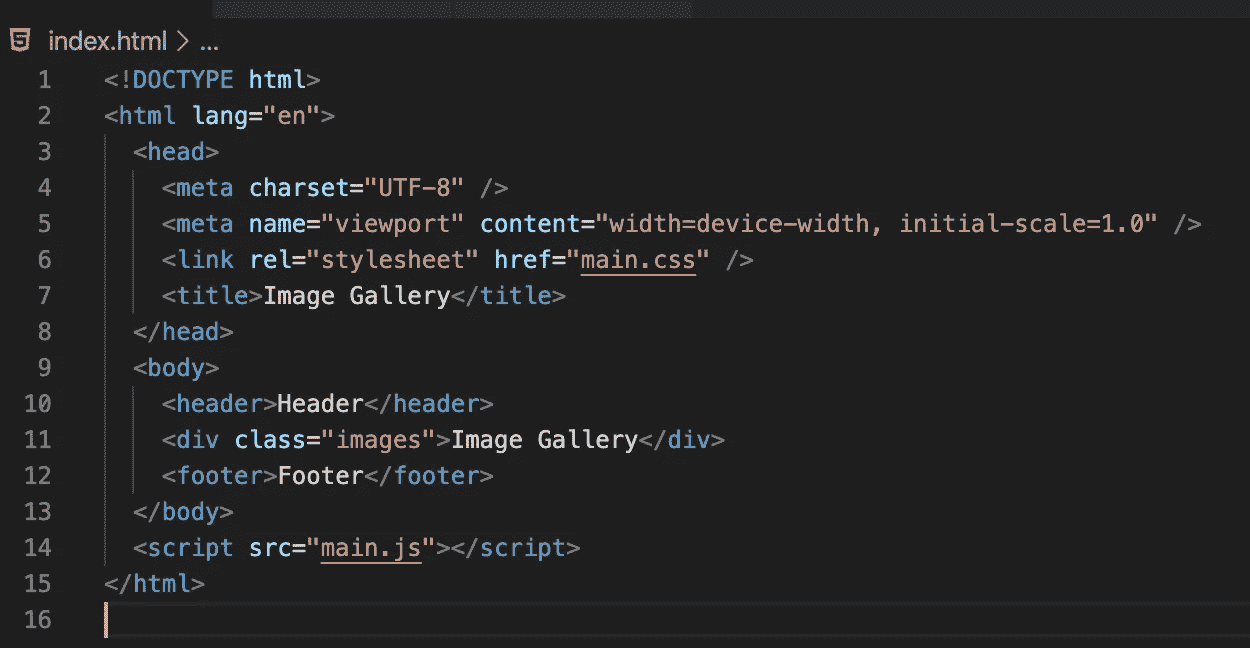 index.html > ...
1 <!DOCTYPE html>
2 <html lang="en">
3   <head>
4     <meta charset="UTF-8" />
5     <meta name="viewport" content="width=device-width, initial-scale=1.0" />
6     <link rel="stylesheet" href="main.css" />
7     <title>Image Gallery</title>
8   </head>
9   <body>
10     <header>Header</header>
11     <div class="images">Image Gallery</div>
12     <footer>Footer</footer>
13   </body>
14   <script src="main.js"></script>
15 </html>
16